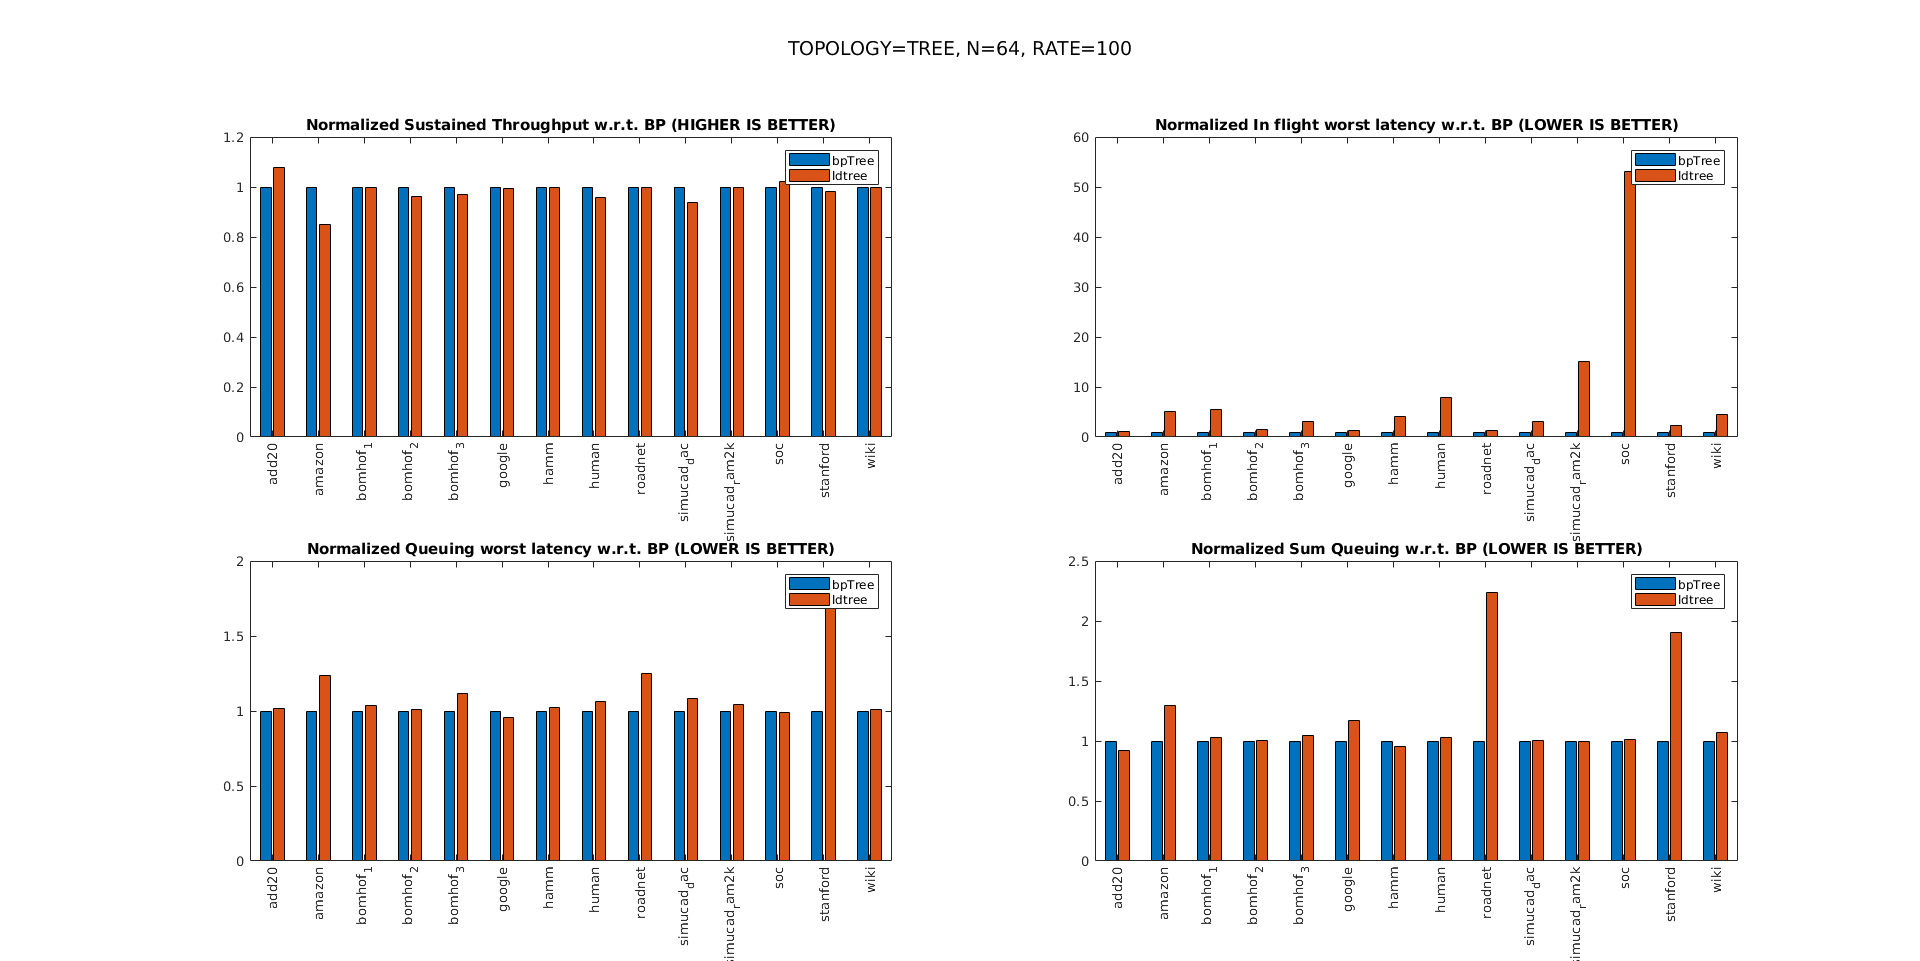 TOPOLOGY=TREE, N=64, RATE=100
Normalized Sustained Throughput w.r.t. BP (HIGHER IS BETTER)
1.2
1
0.8
0.6
0.4
0.2
0
bpTree
ldtree
add20
amazon
bomhof1
bomhof2
bomhof3
google
hamm
human
roadnet
simucaddac
simucadram2k
soc
stanford
wiki
Normalized In flight worst latency w.r.t. BP (LOWER IS BETTER)
60
50
40
30
20
10
0
bpTree
ldtree
add20
amazon
bomhof1
bomhof2
bomhof3
google
hamm
human
roadnet
simucaddac
simucadram2k
soc
stanford
wiki
Normalized Queuing worst latency w.r.t. BP (LOWER IS BETTER)
2
1.5
1
0.5
0
bpTree
ldtree
add20
amazon
bomhof1
bomhof2
bomhof3
google
hamm
human
roadnet
simucaddac
simucadram2k
soc
stanford
wiki
Normalized Sum Queuing w.r.t. BP (LOWER IS BETTER)
2.5
2
1.5
1
0.5
0
bpTree
ldtree
add20
amazon
bomhof1
bomhof2
bomhof3
google
hamm
human
roadnet
simucaddac
simucadram2k
soc
stanford
wiki